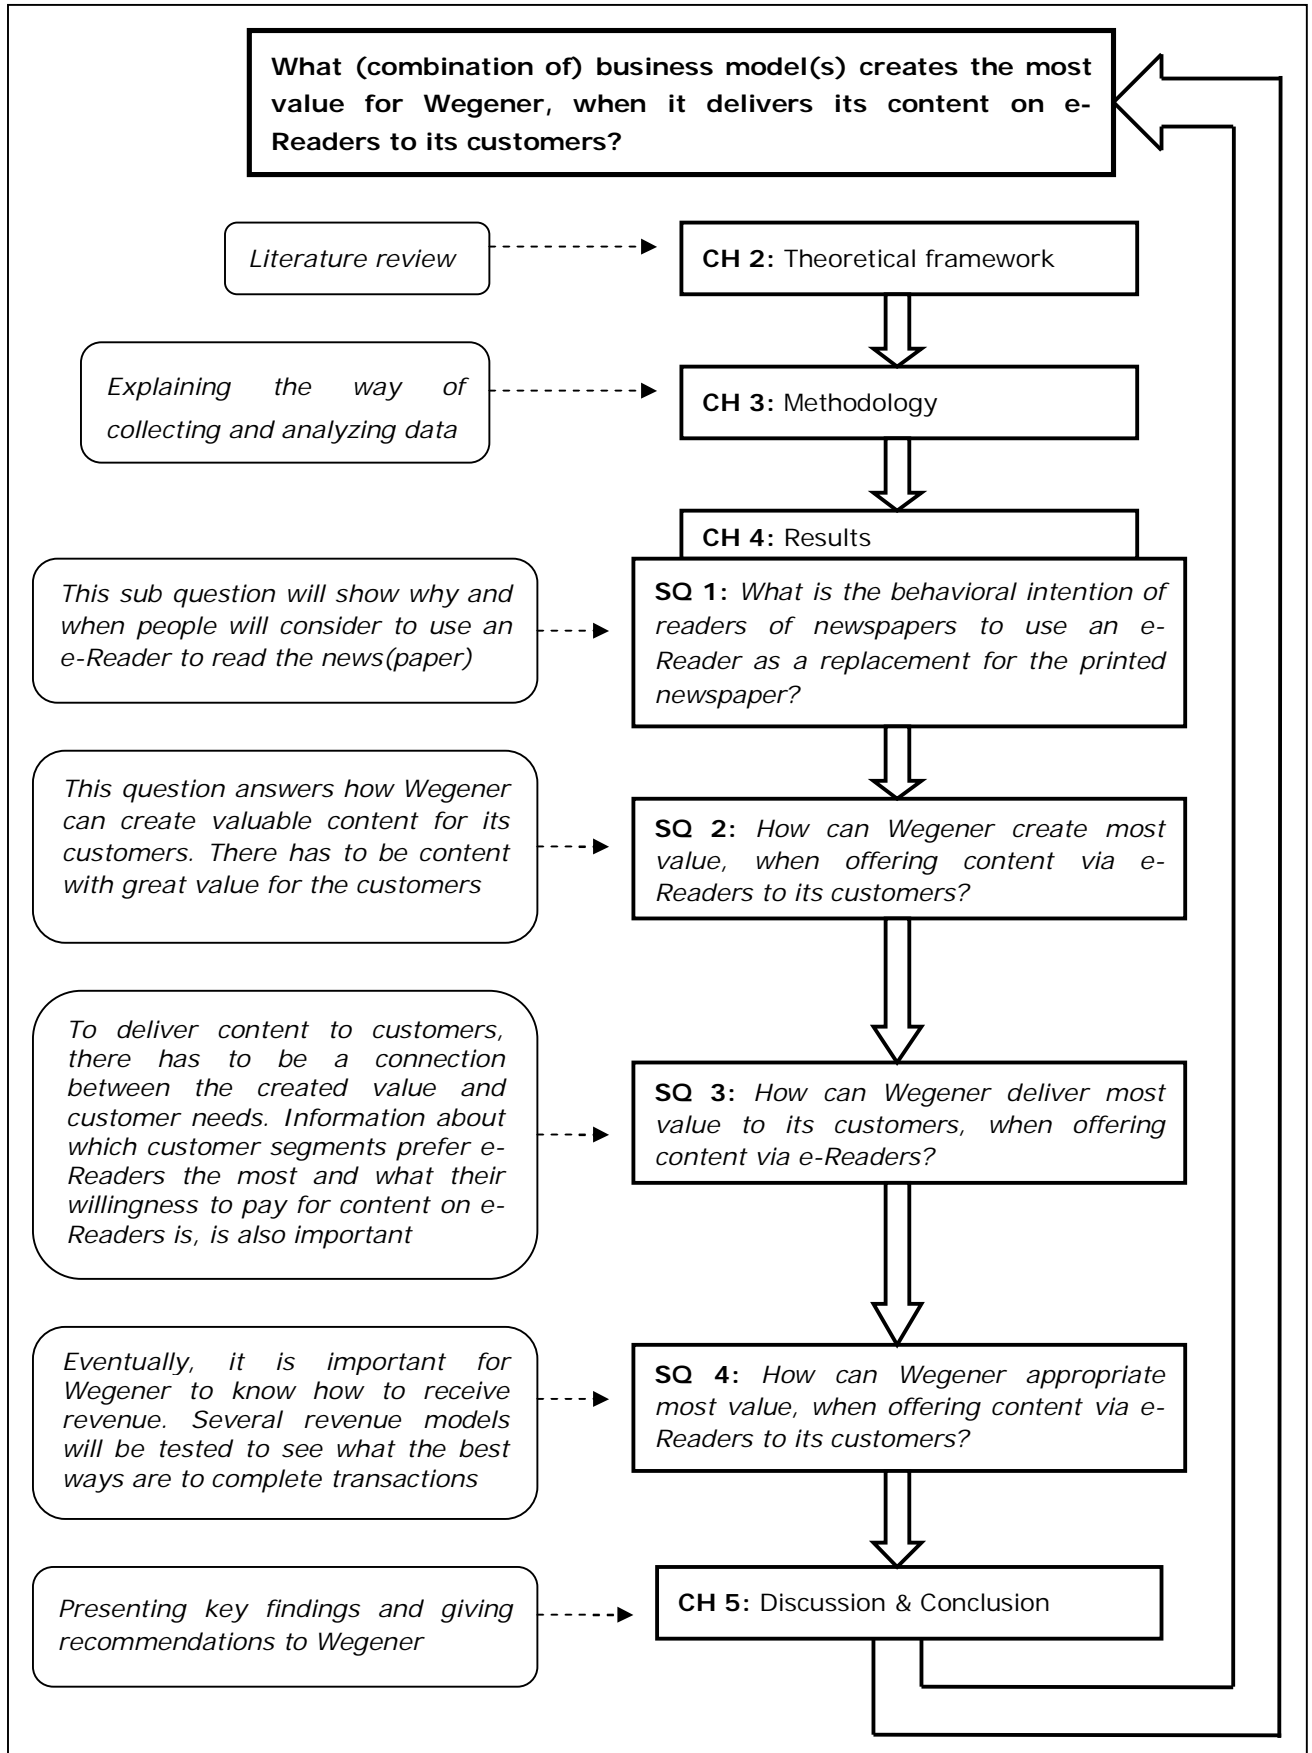 What (combination of) business model(s) creates the most
value for Wegener, when it delivers its content on e-
Readers to its customers?
Literature review
CH 2: Theoretical framework
Explaining the way of
collecting and analyzing data
CH 3: Methodology
CH 4: Results
This sub question will show why and
when people will consider to use an
e-Reader to read the news(paper)
SQ 1: What is the behavioral intention of
readers of newspapers to use an e-
Reader as a replacement for the printed
newspaper?
This question answers how Wegener
can create valuable content for its
customers. There has to be content
with great value for the customers
SQ 2: How can Wegener create most
value, when offering content via e-
Readers to its customers?
To deliver content to customers,
there has to be a connection
between the created value and
customer needs. Information about
which customer segments prefer e-
Readers the most and what their
willingness to pay for content on e-
Readers is, is also important
SQ 3: How can Wegener deliver most
value to its customers, when offering
content via e-Readers?
Eventually, it is important for
Wegener to know how to receive
revenue. Several revenue models
will be tested to see what the best
ways are to complete transactions
SQ 4: How can Wegener appropriate
most value, when offering content via e-
Readers to its customers?
Presenting key findings and giving
recommendations to Wegener
CH 5: Discussion & Conclusion